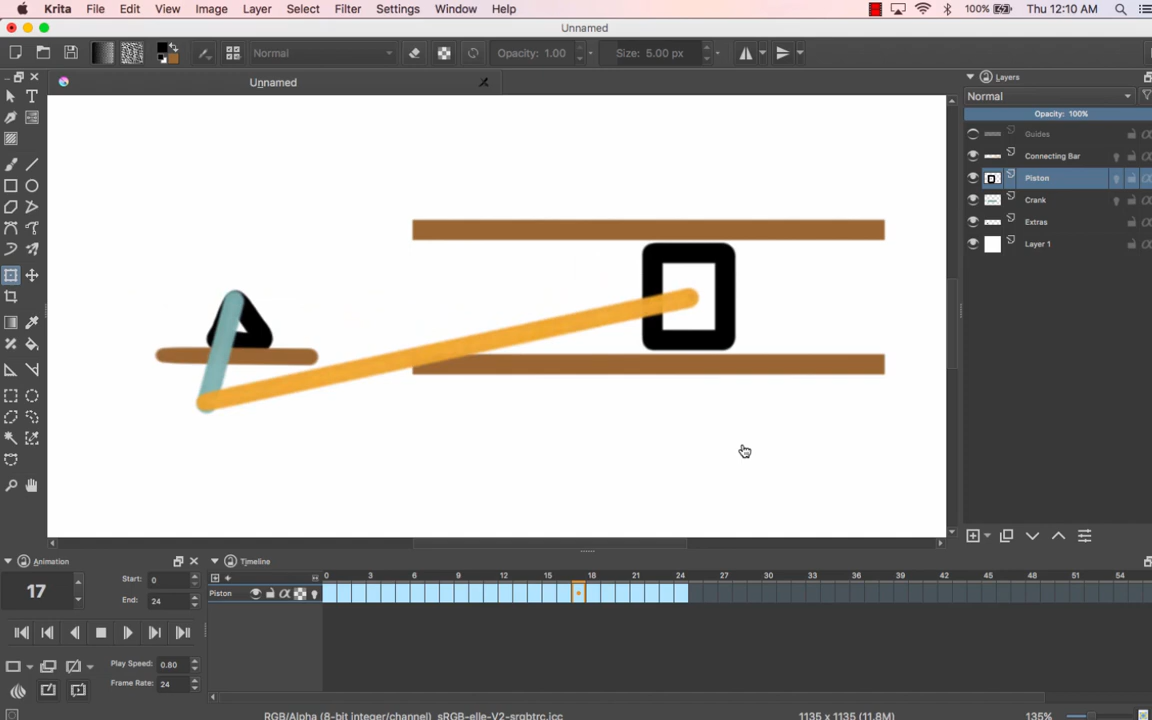 Krita File Edit View Image Layer Select Filter Settings Window Help 100% Thu 12:10 AM
Unnamed
Normal Opacity: 1.00 Size: 5.00 px
Unnamed
Layers
Normal
Opacity: 100%
Guides
Connecting Bar
Piston
Crank
Extras
Layer 1
Animation Timeline
17 Start: 0
End: 24
0 3 6 9 12 15 18 21 24 27 30 33 36 39 42 45 48 51 54
Piston
Play Speed: 0.80
Frame Rate: 24
RGB/Alpha (8-bit integer/channel) sRGB-elle-V2-srgbtrc.icc 1135 x 1135 (11.8M) 135%